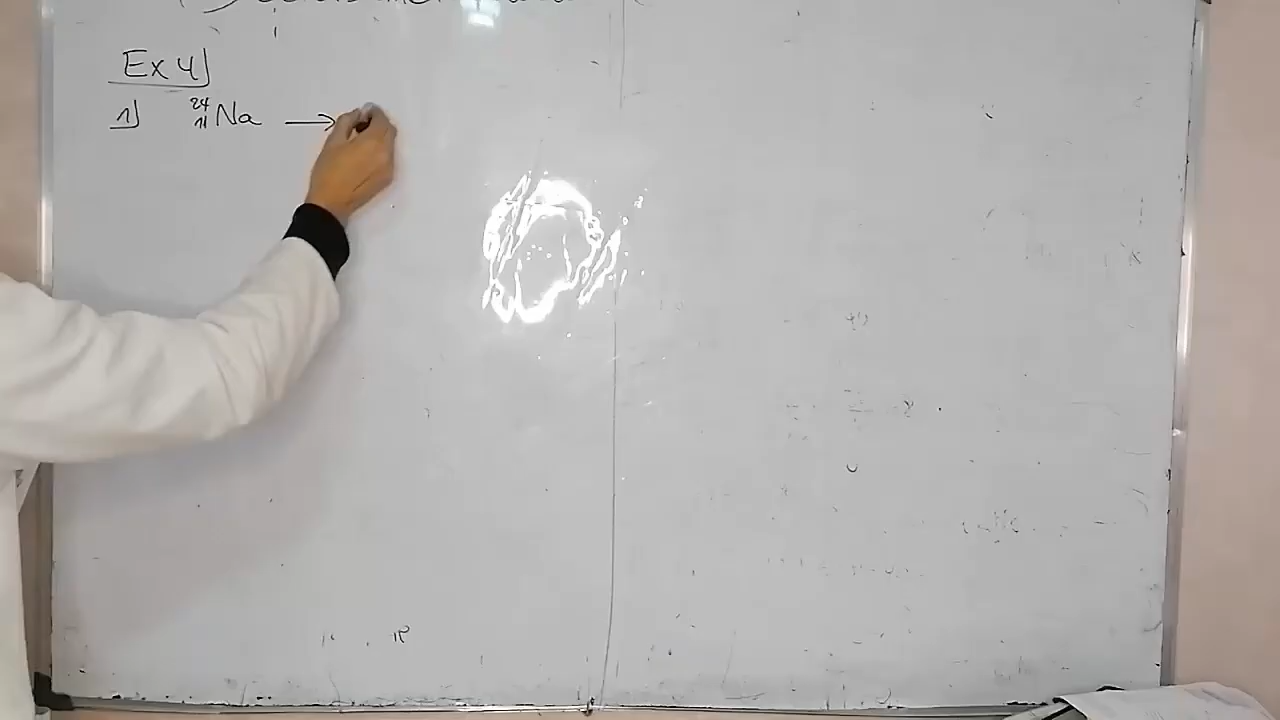 Ex 4)
1) ²⁴₁₁Na →